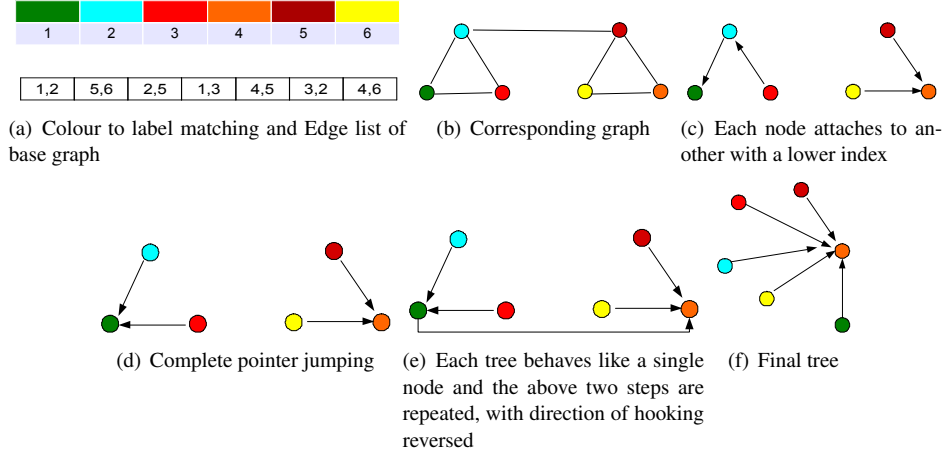 1 2 3 4 5 6
1,2 5,6 2,5 1,3 4,5 3,2 4,6
(a) Colour to label matching and Edge list of
base graph
(b) Corresponding graph
(c) Each node attaches to an-
other with a lower index
(d) Complete pointer jumping
(e) Each tree behaves like a single
node and the above two steps are
repeated, with direction of hooking
reversed
(f) Final tree